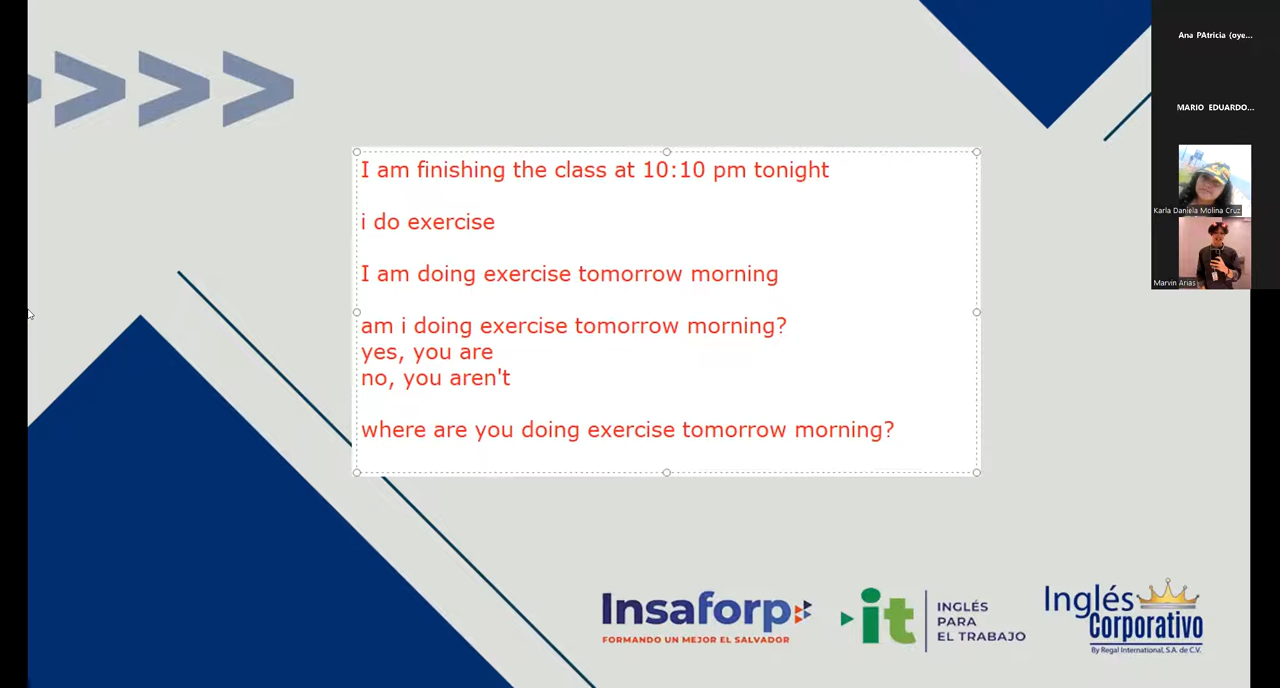 I am finishing the class at 10:10 pm tonight
i do exercise
I am doing exercise tomorrow morning
am i doing exercise tomorrow morning?
yes, you are
no, you aren't
where are you doing exercise tomorrow morning?
Ana PAtricia (oye...
MARIO EDUARDO...
Karla Daniela Molina Cruz
Marvin Arias
Insaforp
FORMANDO UN MEJOR EL SALVADOR
it
INGLÉS
PARA
EL TRABAJO
Inglés
Corporativo
By Regal International, S.A. de C.V.